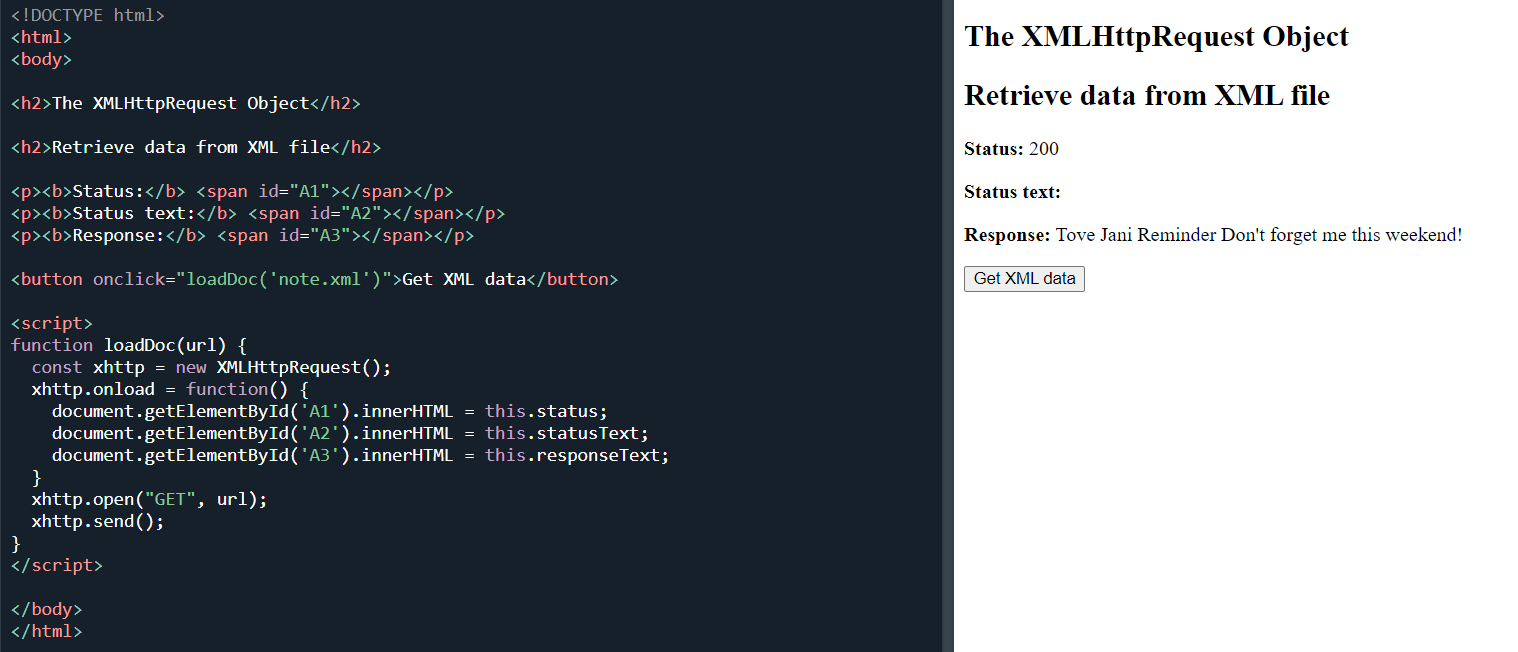 <!DOCTYPE html>
<html>
<body>
<h2>The XMLHttpRequest Object</h2>
<h2>Retrieve data from XML file</h2>
<p><b>Status:</b> <span id="A1"></span></p>
<p><b>Status text:</b> <span id="A2"></span></p>
<p><b>Response:</b> <span id="A3"></span></p>
<button onclick="loadDoc('note.xml')">Get XML data</button>
<script>
function loadDoc(url) {
  const xhttp = new XMLHttpRequest();
  xhttp.onload = function() {
    document.getElementById('A1').innerHTML = this.status;
    document.getElementById('A2').innerHTML = this.statusText;
    document.getElementById('A3').innerHTML = this.responseText;
  }
  xhttp.open("GET", url);
  xhttp.send();
}
</script>
</body>
</html>
The XMLHttpRequest Object
Retrieve data from XML file
Status: 200
Status text:
Response: Tove Jani Reminder Don't forget me this weekend!
Get XML data